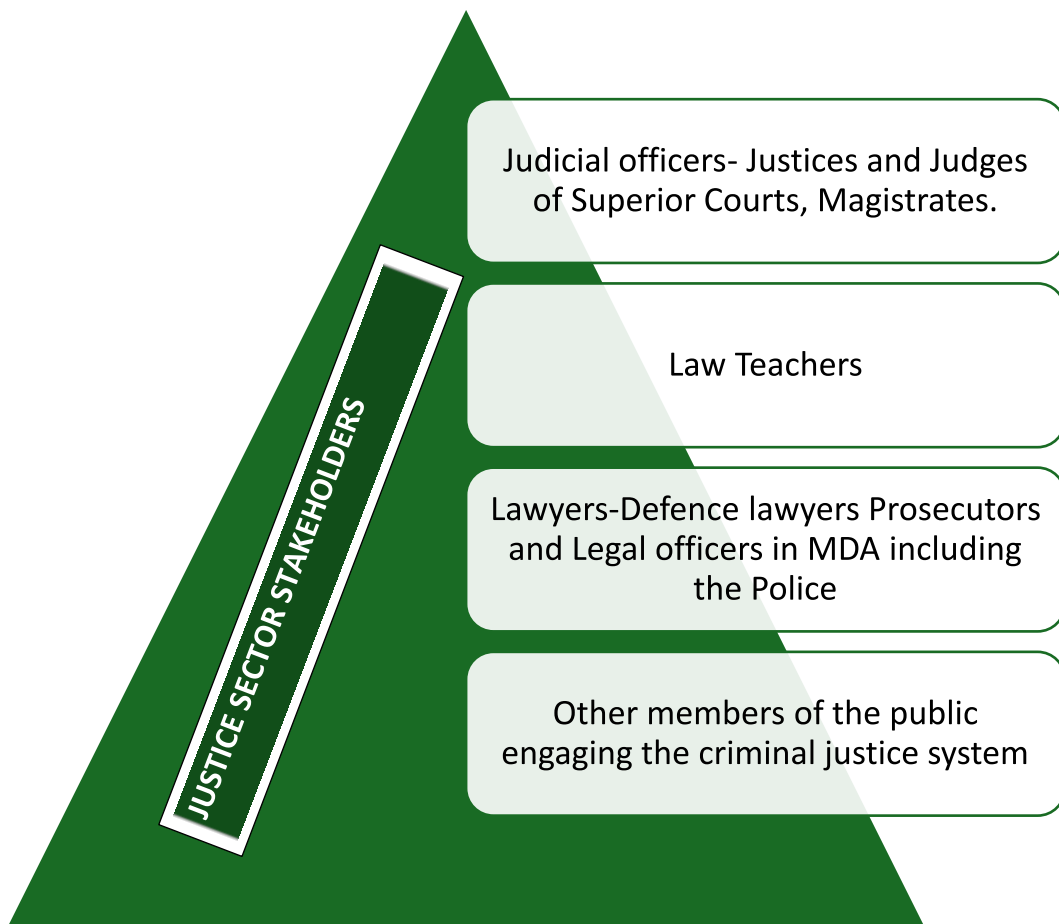 Judicial officers- Justices and Judges
of Superior Courts, Magistrates.
Law Teachers
Lawyers-Defence lawyers Prosecutors
and Legal officers in MDA including
the Police
Other members of the public
engaging the criminal justice system
JUSTICE SECTOR STAKEHOLDERS